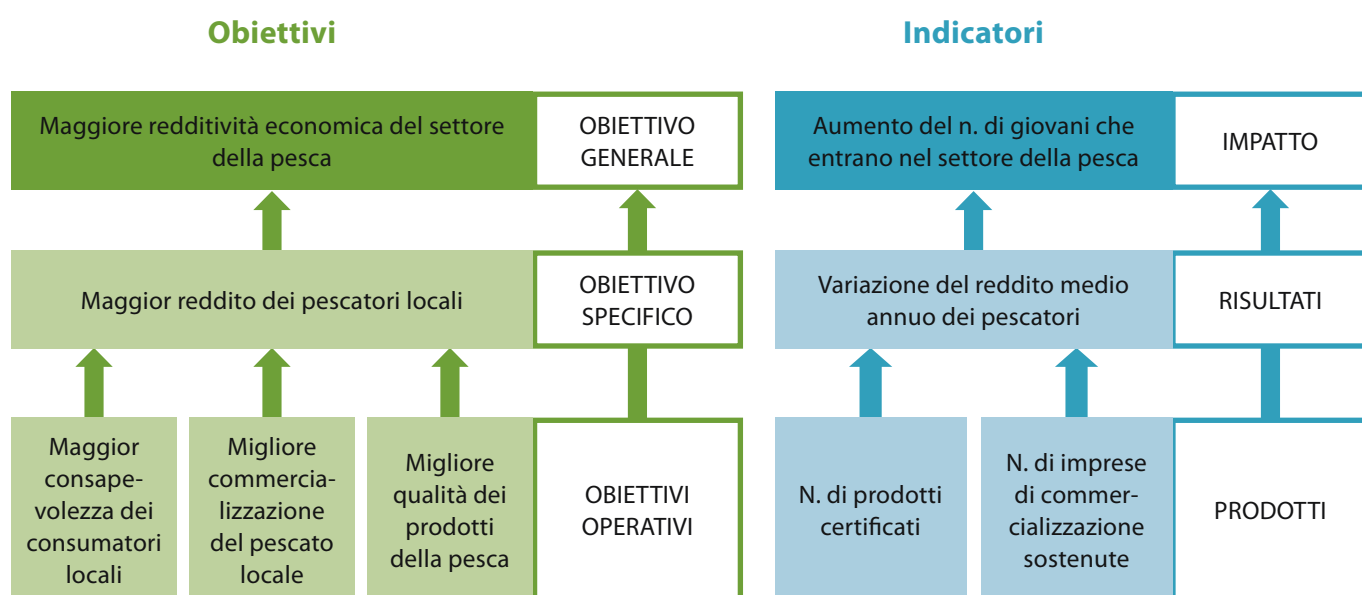 Obiettivi
Maggiore redditività economica del settore
della pesca
OBIETTIVO
GENERALE
Maggior reddito dei pescatori locali
OBIETTIVO
SPECIFICO
Maggior
consape-
volezza dei
consumatori
locali
Migliore
commercia-
lizzazione
del pescato
locale
Migliore
qualità dei
prodotti
della pesca
OBIETTIVI
OPERATIVI
Indicatori
Aumento del n. di giovani che
entrano nel settore della pesca
IMPATTO
Variazione del reddito medio
annuo dei pescatori
RISULTATI
N. di prodotti
certificati
N. di imprese
di commer-
cializzazione
sostenute
PRODOTTI